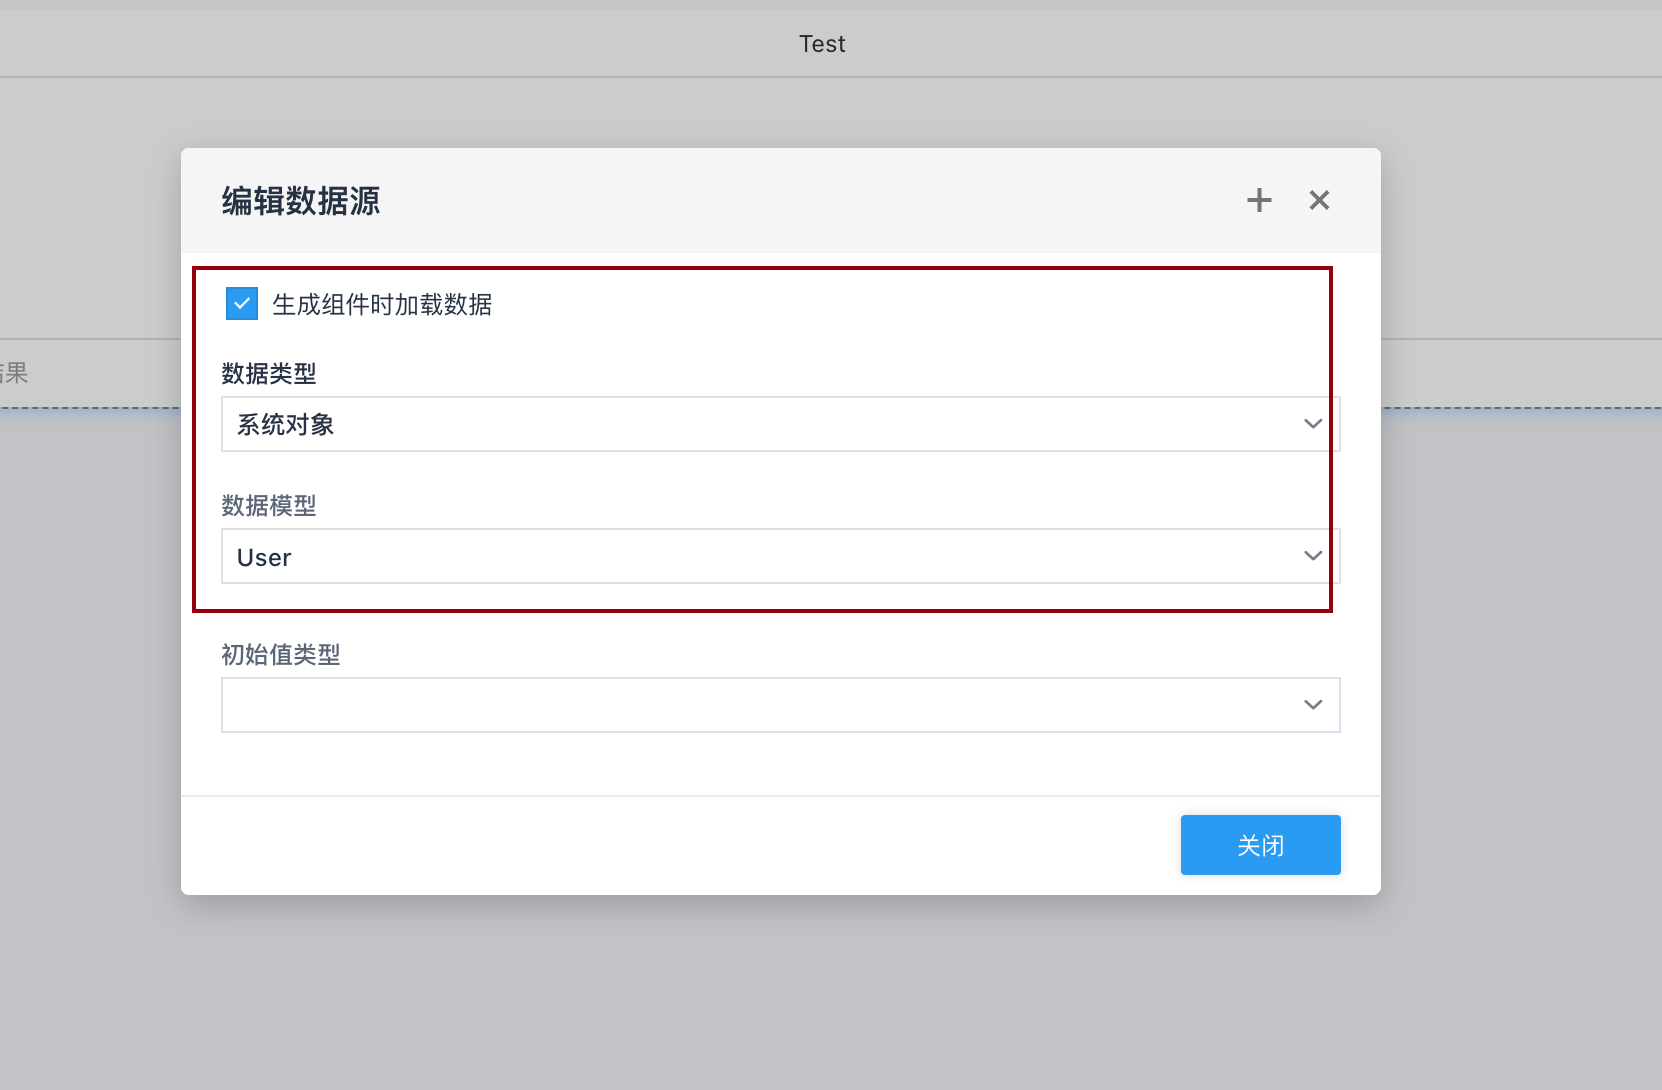 Test
编辑数据源
生成组件时加载数据
数据类型
系统对象
果
数据模型
User
初始值类型
关闭